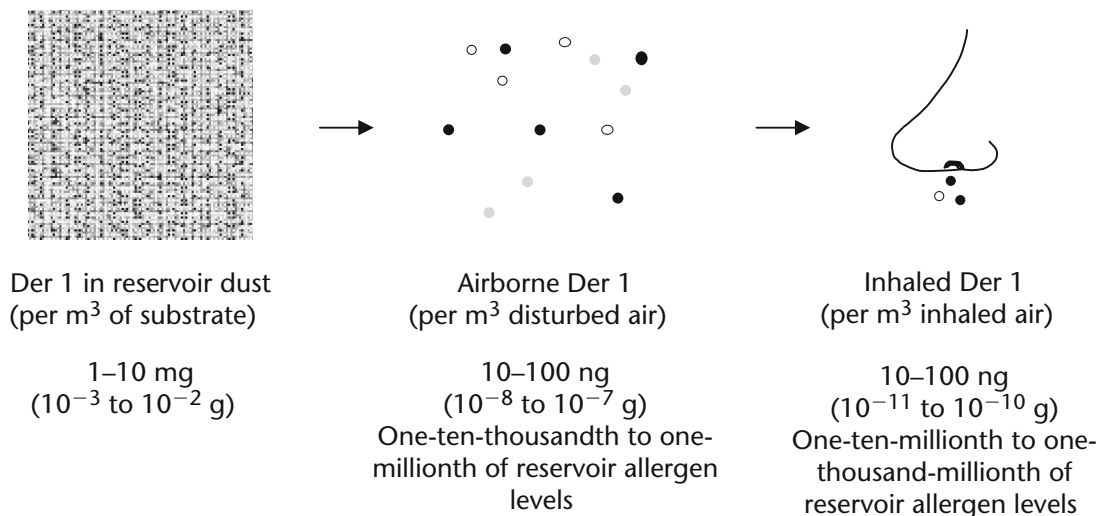 Der 1 in reservoir dust
(per m³ of substrate)
1–10 mg
(10⁻³ to 10⁻² g)
Airborne Der 1
(per m³ disturbed air)
10–100 ng
(10⁻⁸ to 10⁻⁷ g)
One-ten-thousandth to one-
millionth of reservoir allergen
levels
Inhaled Der 1
(per m³ inhaled air)
10–100 ng
(10⁻¹¹ to 10⁻¹⁰ g)
One-ten-millionth to one-
thousand-millionth of
reservoir allergen levels